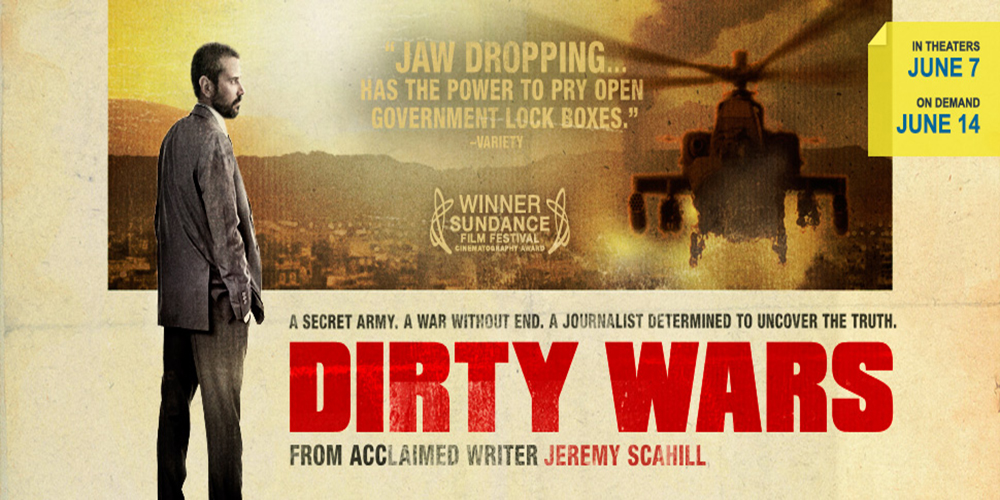 “JAW DROPPING...
HAS THE POWER TO PRY OPEN
GOVERNMENT LOCK BOXES.”
–VARIETY
WINNER
SUNDANCE
FILM FESTIVAL
CINEMATOGRAPHY AWARD
IN THEATERS
JUNE 7
ON DEMAND
JUNE 14
A SECRET ARMY. A WAR WITHOUT END. A JOURNALIST DETERMINED TO UNCOVER THE TRUTH.
DIRTY WARS
FROM ACCLAIMED WRITER JEREMY SCAHILL